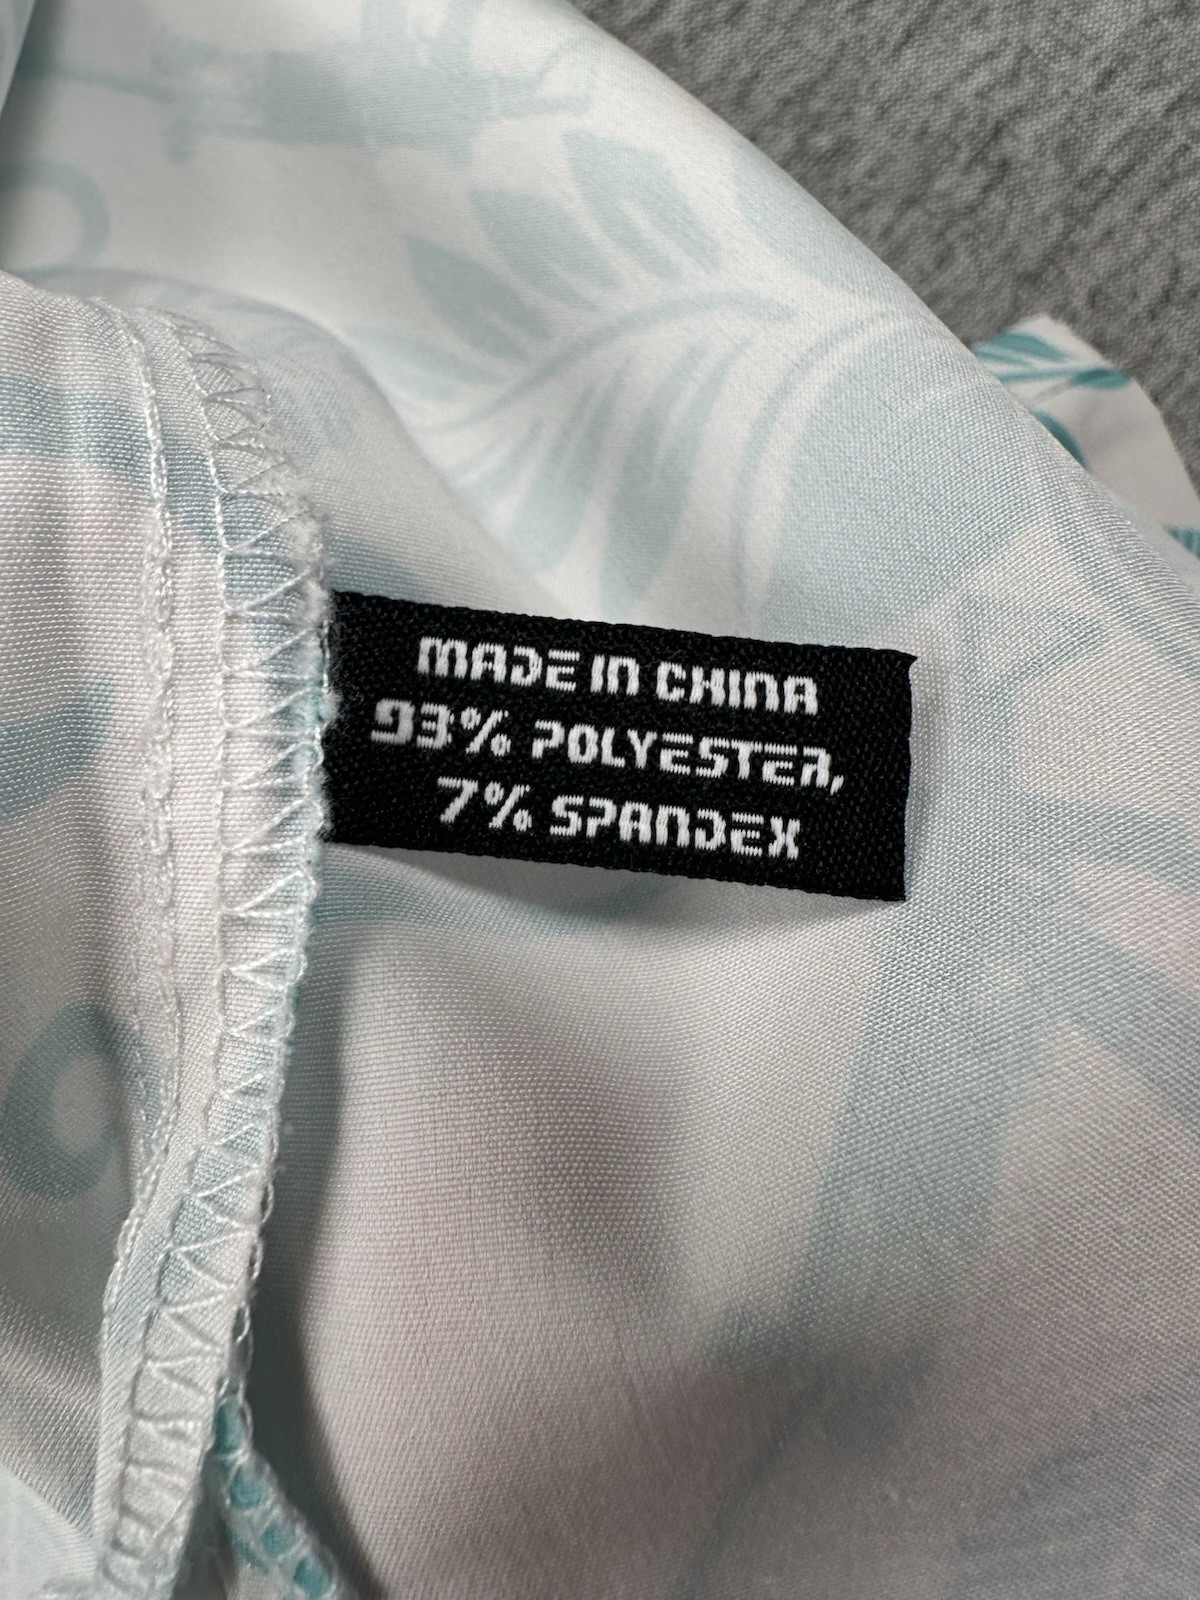 MADE IN CHINA
93% POLYESTER,
7% SPANDEX